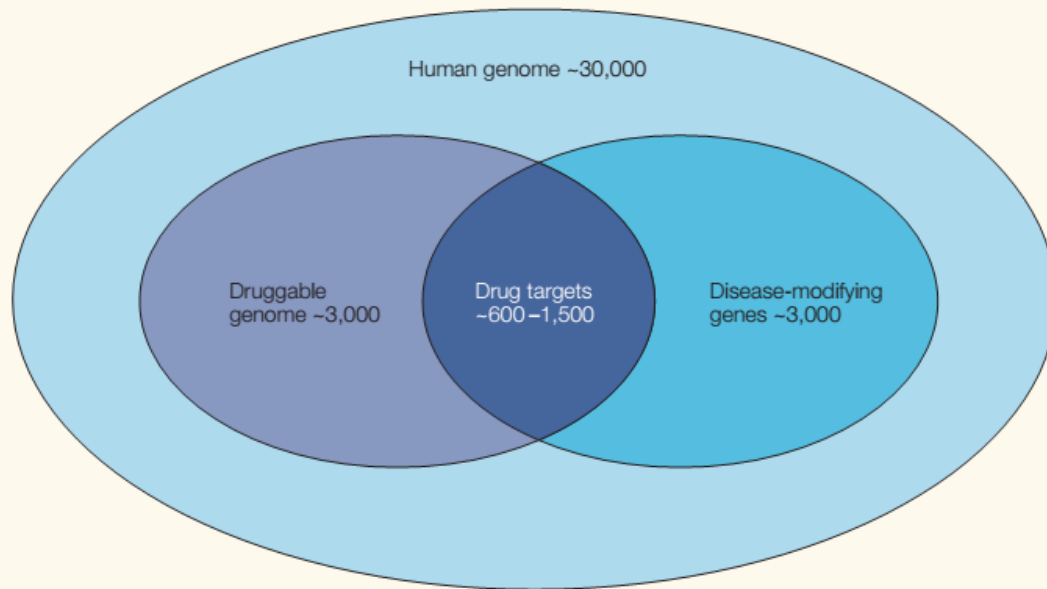 Human genome ~30,000
Druggable
genome ~3,000
Drug targets
~600–1,500
Disease-modifying
genes ~3,000